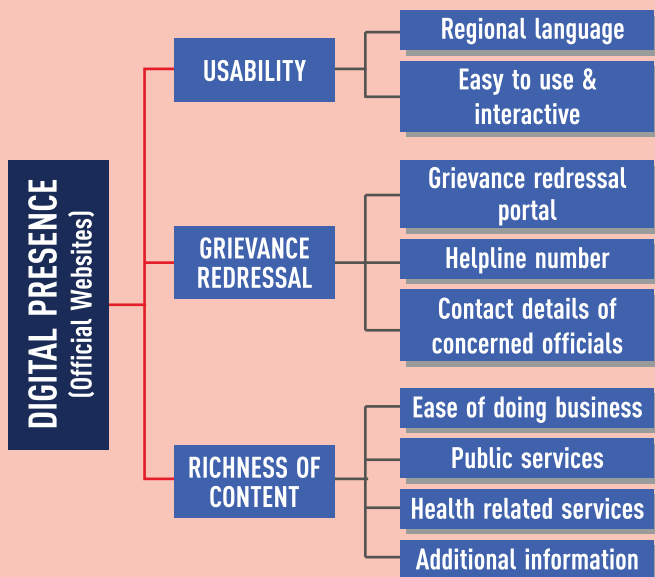 DIGITAL PRESENCE
(Official Websites)
USABILITY
Regional language
Easy to use &
interactive
GRIEVANCE
REDRESSAL
Grievance redressal
portal
Helpline number
Contact details of
concerned officials
RICHNESS OF
CONTENT
Ease of doing business
Public services
Health related services
Additional information